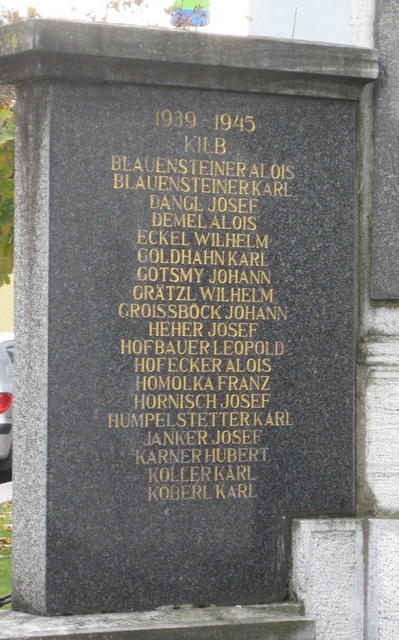 1939 - 1945
KILB
BLAUENSTEINER ALOIS
BLAUENSTEINER KARL
DANGL JOSEF
DEMEL ALOIS
ECKEL WILHELM
GOLDHAHN KARL
GOTSMY JOHANN
GRÄTZL WILHELM
GROISSBÖCK JOHANN
HEHER JOSEF
HOFBAUER LEOPOLD
HOFECKER ALOIS
HOMOLKA FRANZ
HORNISCH JOSEF
HUMPELSTETTER KARL
JANKER JOSEF
KARNER HUBERT
KOLLER KARL
KÖBERL KARL